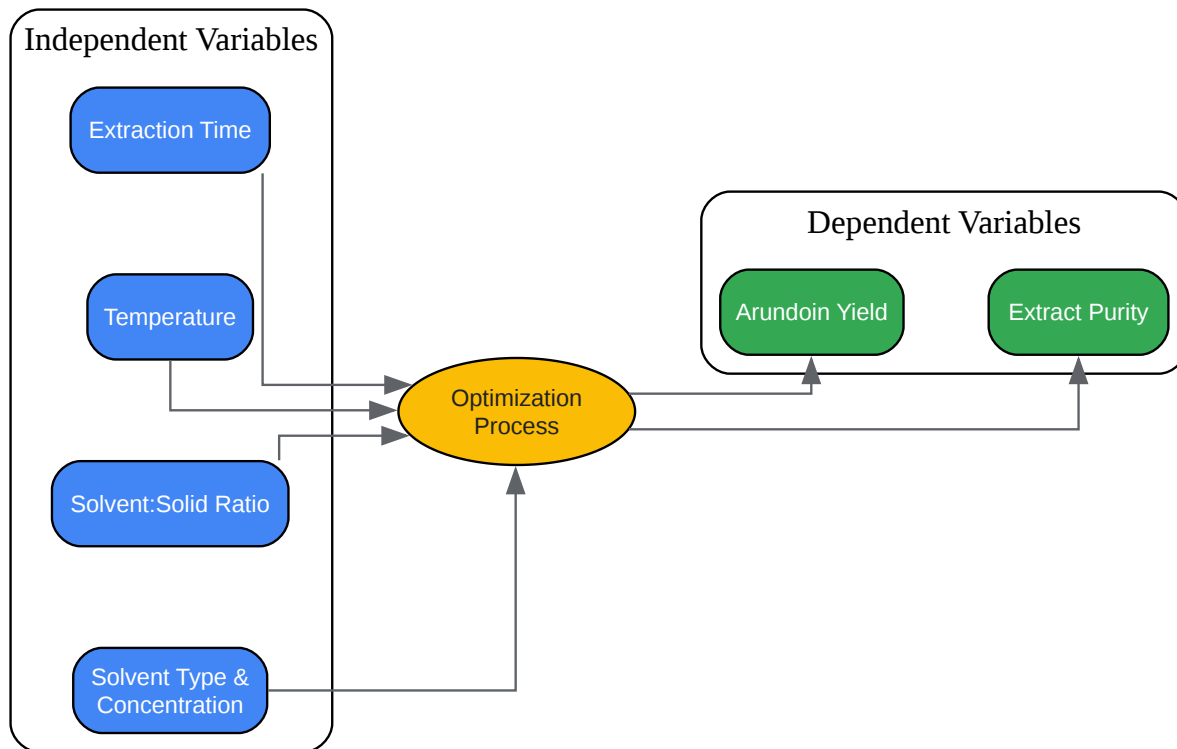 Independent Variables
Extraction Time
Temperature
Solvent:Solid Ratio
Solvent Type &
Concentration
Optimization
Process
Dependent Variables
Arundoin Yield
Extract Purity